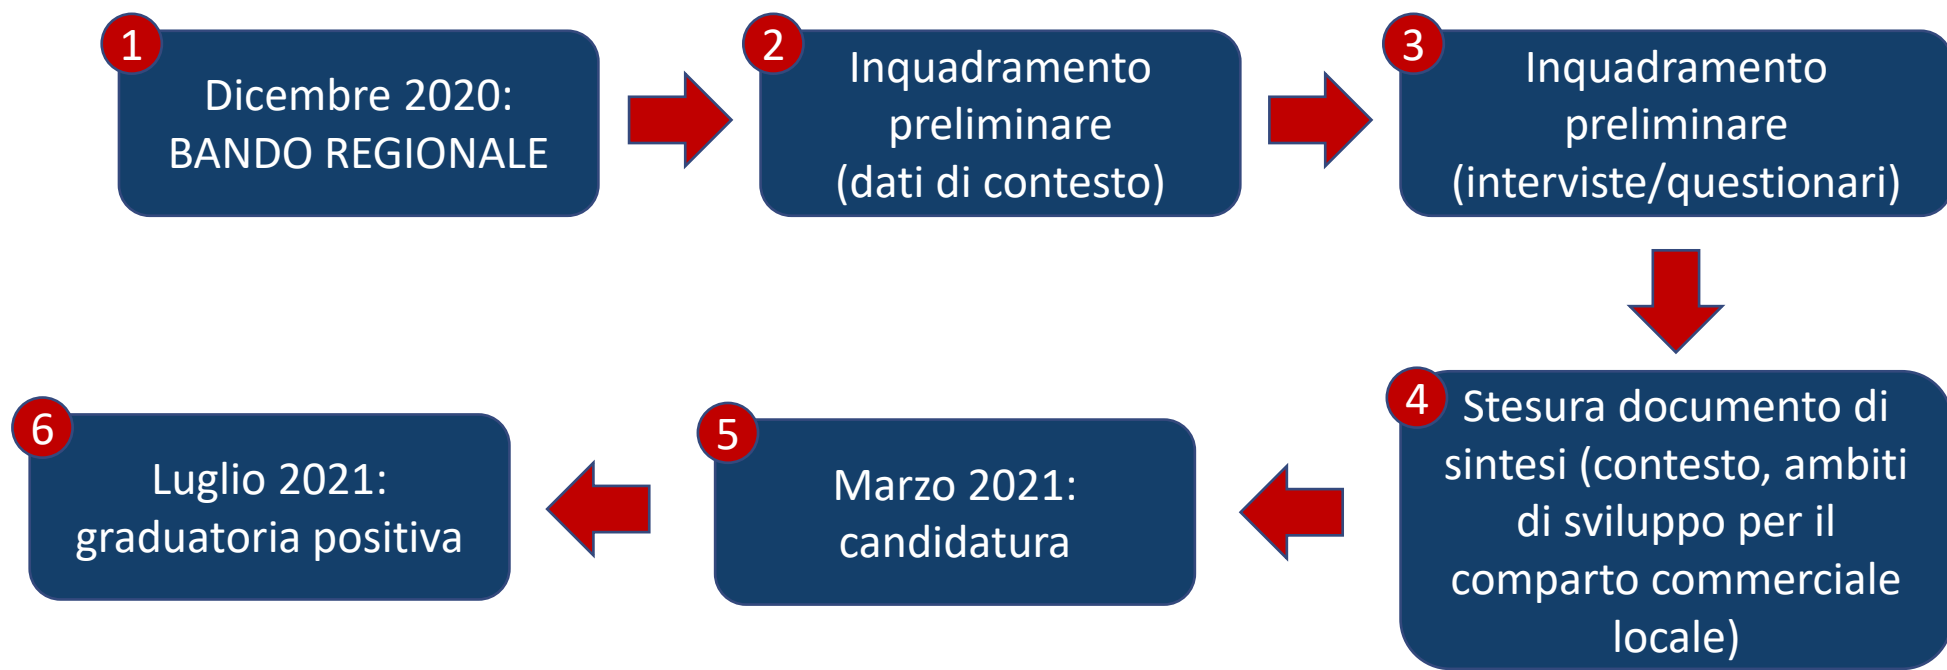 1
Dicembre 2020:
BANDO REGIONALE
2
Inquadramento
preliminare
(dati di contesto)
3
Inquadramento
preliminare
(interviste/questionari)
4
Stesura documento di
sintesi (contesto, ambiti
di sviluppo per il
comparto commerciale
locale)
5
Marzo 2021:
candidatura
6
Luglio 2021:
graduatoria positiva